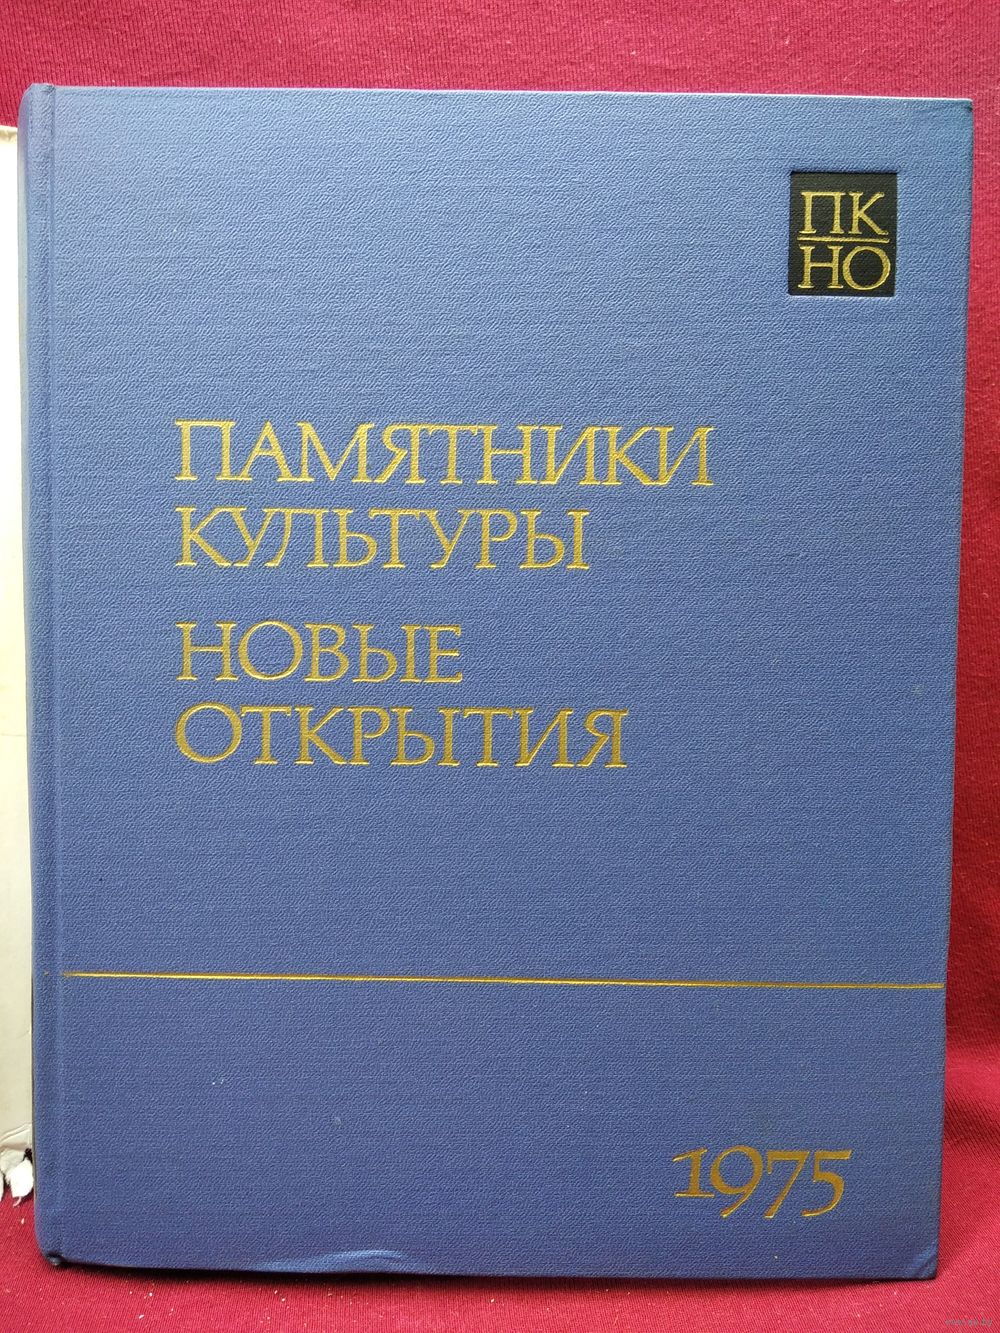 ПК
НО
ПАМЯТНИКИ
КУЛЬТУРЫ
НОВЫЕ
ОТКРЫТИЯ
1975